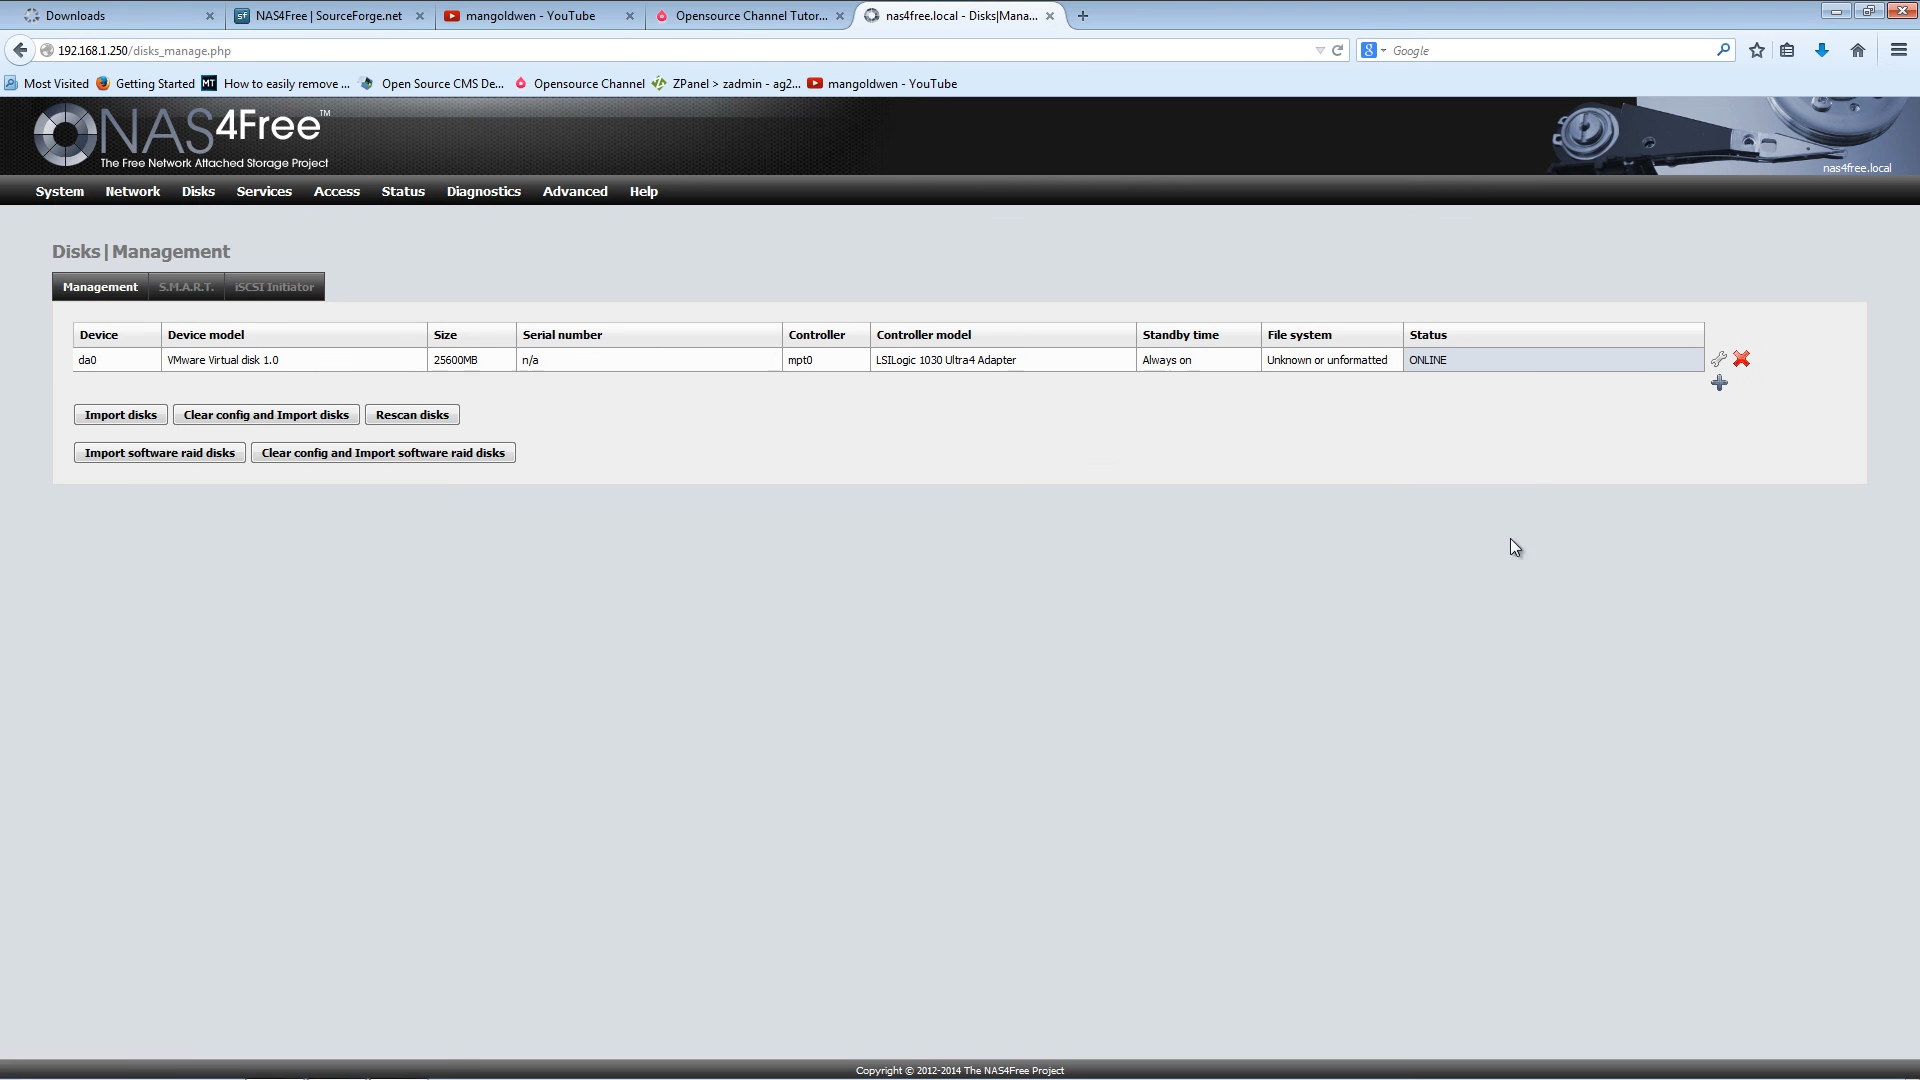 Downloads
NAS4Free | SourceForge.net
mangoldwen - YouTube
Opensource Channel Tutor...
nas4free.local - Disks|Mana...
192.168.1.250/disks_manage.php
Google
Most Visited
Getting Started
MT
How to easily remove ...
Open Source CMS De...
Opensource Channel
ZPanel > zadmin - ag2...
mangoldwen - YouTube
NAS4Free™
The Free Network Attached Storage Project
nas4free.local
System Network Disks Services Access Status Diagnostics Advanced Help
Disks|Management
Management S.M.A.R.T. iSCSI Initiator
Device Device model Size Serial number Controller Controller model Standby time File system Status
da0 VMware Virtual disk 1.0 25600MB n/a mpt0 LSILogic 1030 Ultra4 Adapter Always on Unknown or unformatted ONLINE
Import disks Clear config and Import disks Rescan disks
Import software raid disks Clear config and Import software raid disks
Copyright © 2012-2014 The NAS4Free Project